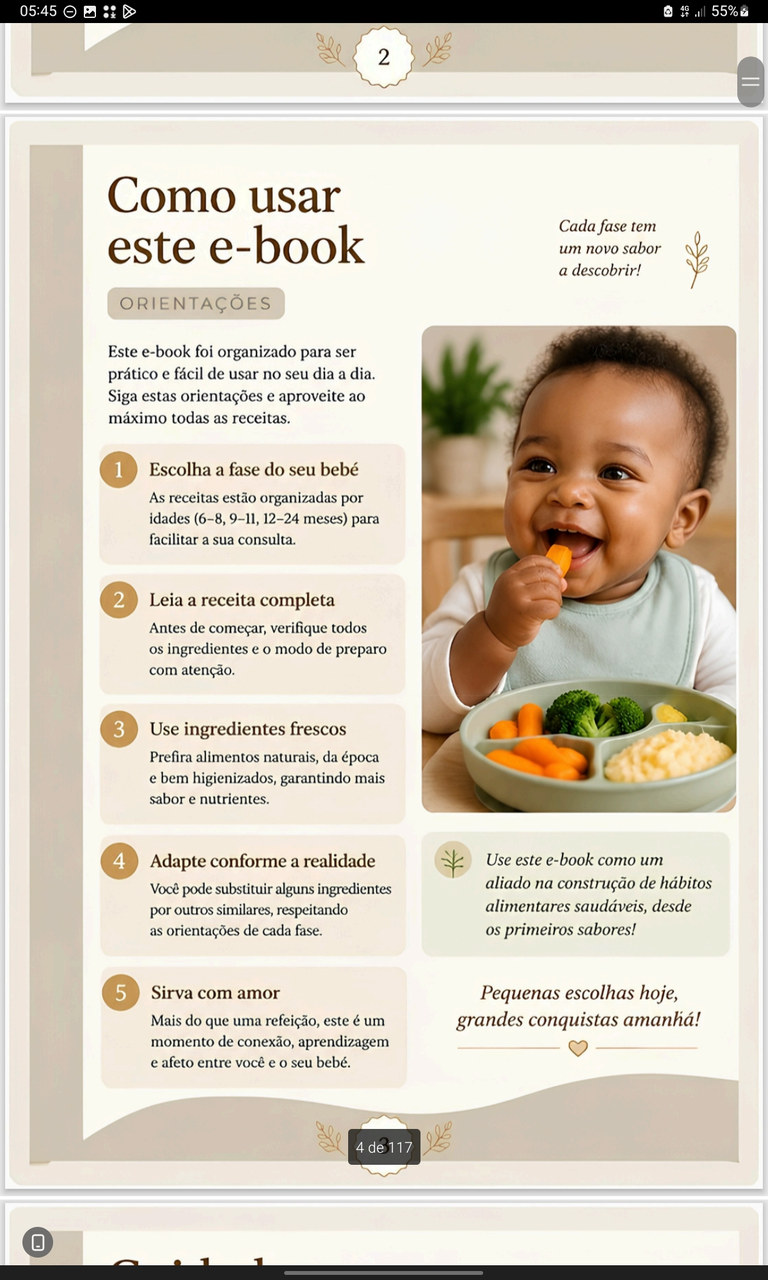 05:45
4G
55%
2
Como usar
este e-book
ORIENTAÇÕES
Cada fase tem
um novo sabor
a descobrir!
Este e-book foi organizado para ser
prático e fácil de usar no seu dia a dia.
Siga estas orientações e aproveite ao
máximo todas as receitas.
1
Escolha a fase do seu bebé
As receitas estão organizadas por
idades (6–8, 9–11, 12–24 meses) para
facilitar a sua consulta.
2
Leia a receita completa
Antes de começar, verifique todos
os ingredientes e o modo de preparo
com atenção.
3
Use ingredientes frescos
Prefira alimentos naturais, da época
e bem higienizados, garantindo mais
sabor e nutrientes.
4
Adapte conforme a realidade
Você pode substituir alguns ingredientes
por outros similares, respeitando
as orientações de cada fase.
5
Sirva com amor
Mais do que uma refeição, este é um
momento de conexão, aprendizagem
e afeto entre você e o seu bebé.
Use este e-book como um
aliado na construção de hábitos
alimentares saudáveis, desde
os primeiros sabores!
Pequenas escolhas hoje,
grandes conquistas amanhã!
4 de 117